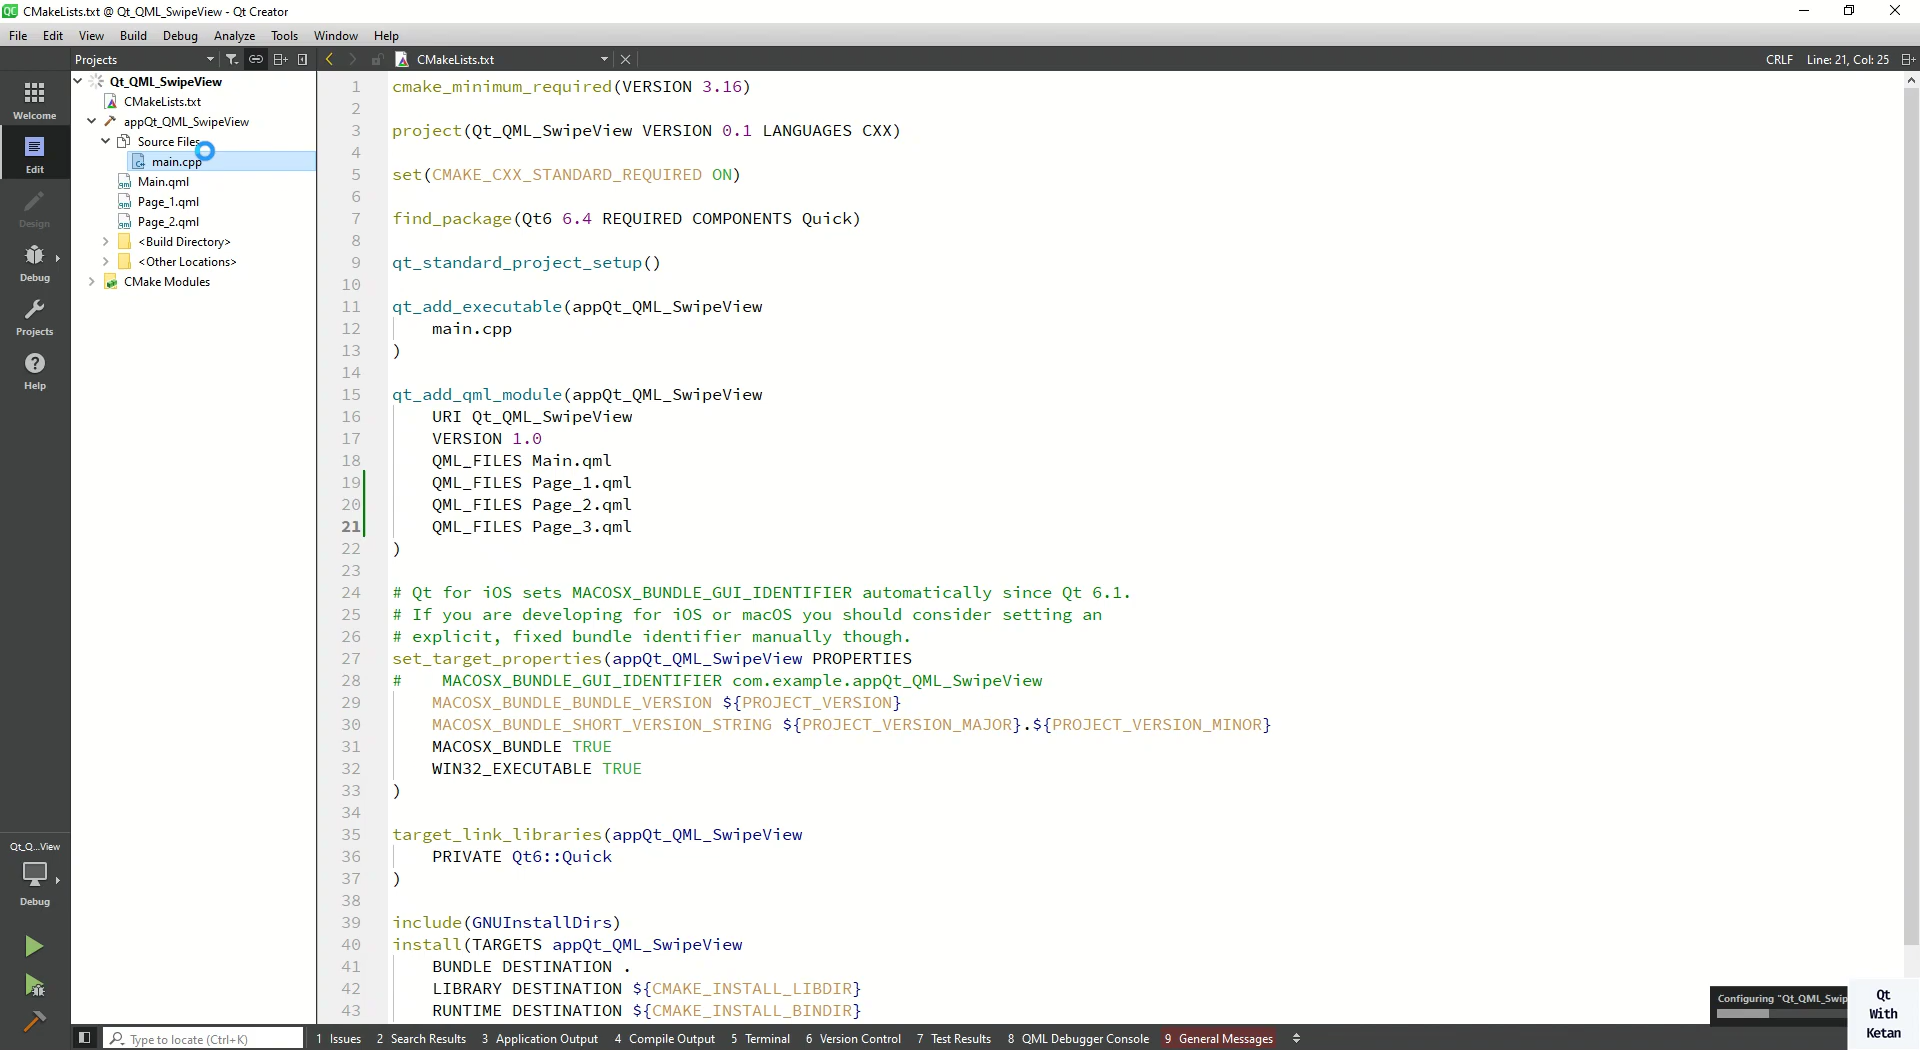 CMakeLists.txt @ Qt_QML_SwipeView - Qt Creator
File Edit View Build Debug Analyze Tools Window Help
Projects
CMakeLists.txt
CRLF Line: 21, Col: 25
Welcome
Edit
Design
Debug
Projects
Help
Qt_Q...View
Debug
Qt_QML_SwipeView
CMakeLists.txt
appQt_QML_SwipeView
Source Files
main.cpp
Main.qml
Page_1.qml
Page_2.qml
<Build Directory>
<Other Locations>
CMake Modules
1 cmake_minimum_required(VERSION 3.16)
2
3 project(Qt_QML_SwipeView VERSION 0.1 LANGUAGES CXX)
4
5 set(CMAKE_CXX_STANDARD_REQUIRED ON)
6
7 find_package(Qt6 6.4 REQUIRED COMPONENTS Quick)
8
9 qt_standard_project_setup()
10
11 qt_add_executable(appQt_QML_SwipeView
12 main.cpp
13 )
14
15 qt_add_qml_module(appQt_QML_SwipeView
16 URI Qt_QML_SwipeView
17 VERSION 1.0
18 QML_FILES Main.qml
19 QML_FILES Page_1.qml
20 QML_FILES Page_2.qml
21 QML_FILES Page_3.qml
22 )
23
24 # Qt for iOS sets MACOSX_BUNDLE_GUI_IDENTIFIER automatically since Qt 6.1.
25 # If you are developing for iOS or macOS you should consider setting an
26 # explicit, fixed bundle identifier manually though.
27 set_target_properties(appQt_QML_SwipeView PROPERTIES
28 # MACOSX_BUNDLE_GUI_IDENTIFIER com.example.appQt_QML_SwipeView
29 MACOSX_BUNDLE_BUNDLE_VERSION ${PROJECT_VERSION}
30 MACOSX_BUNDLE_SHORT_VERSION_STRING ${PROJECT_VERSION_MAJOR}.${PROJECT_VERSION_MINOR}
31 MACOSX_BUNDLE TRUE
32 WIN32_EXECUTABLE TRUE
33 )
34
35 target_link_libraries(appQt_QML_SwipeView
36 PRIVATE Qt6::Quick
37 )
38
39 include(GNUInstallDirs)
40 install(TARGETS appQt_QML_SwipeView
41 BUNDLE DESTINATION .
42 LIBRARY DESTINATION ${CMAKE_INSTALL_LIBDIR}
43 RUNTIME DESTINATION ${CMAKE_INSTALL_BINDIR}
Configuring "Qt_QML_Swip
Qt
With
Ketan
Type to locate (Ctrl+K)
1 Issues 2 Search Results 3 Application Output 4 Compile Output 5 Terminal 6 Version Control 7 Test Results 8 QML Debugger Console 9 General Messages